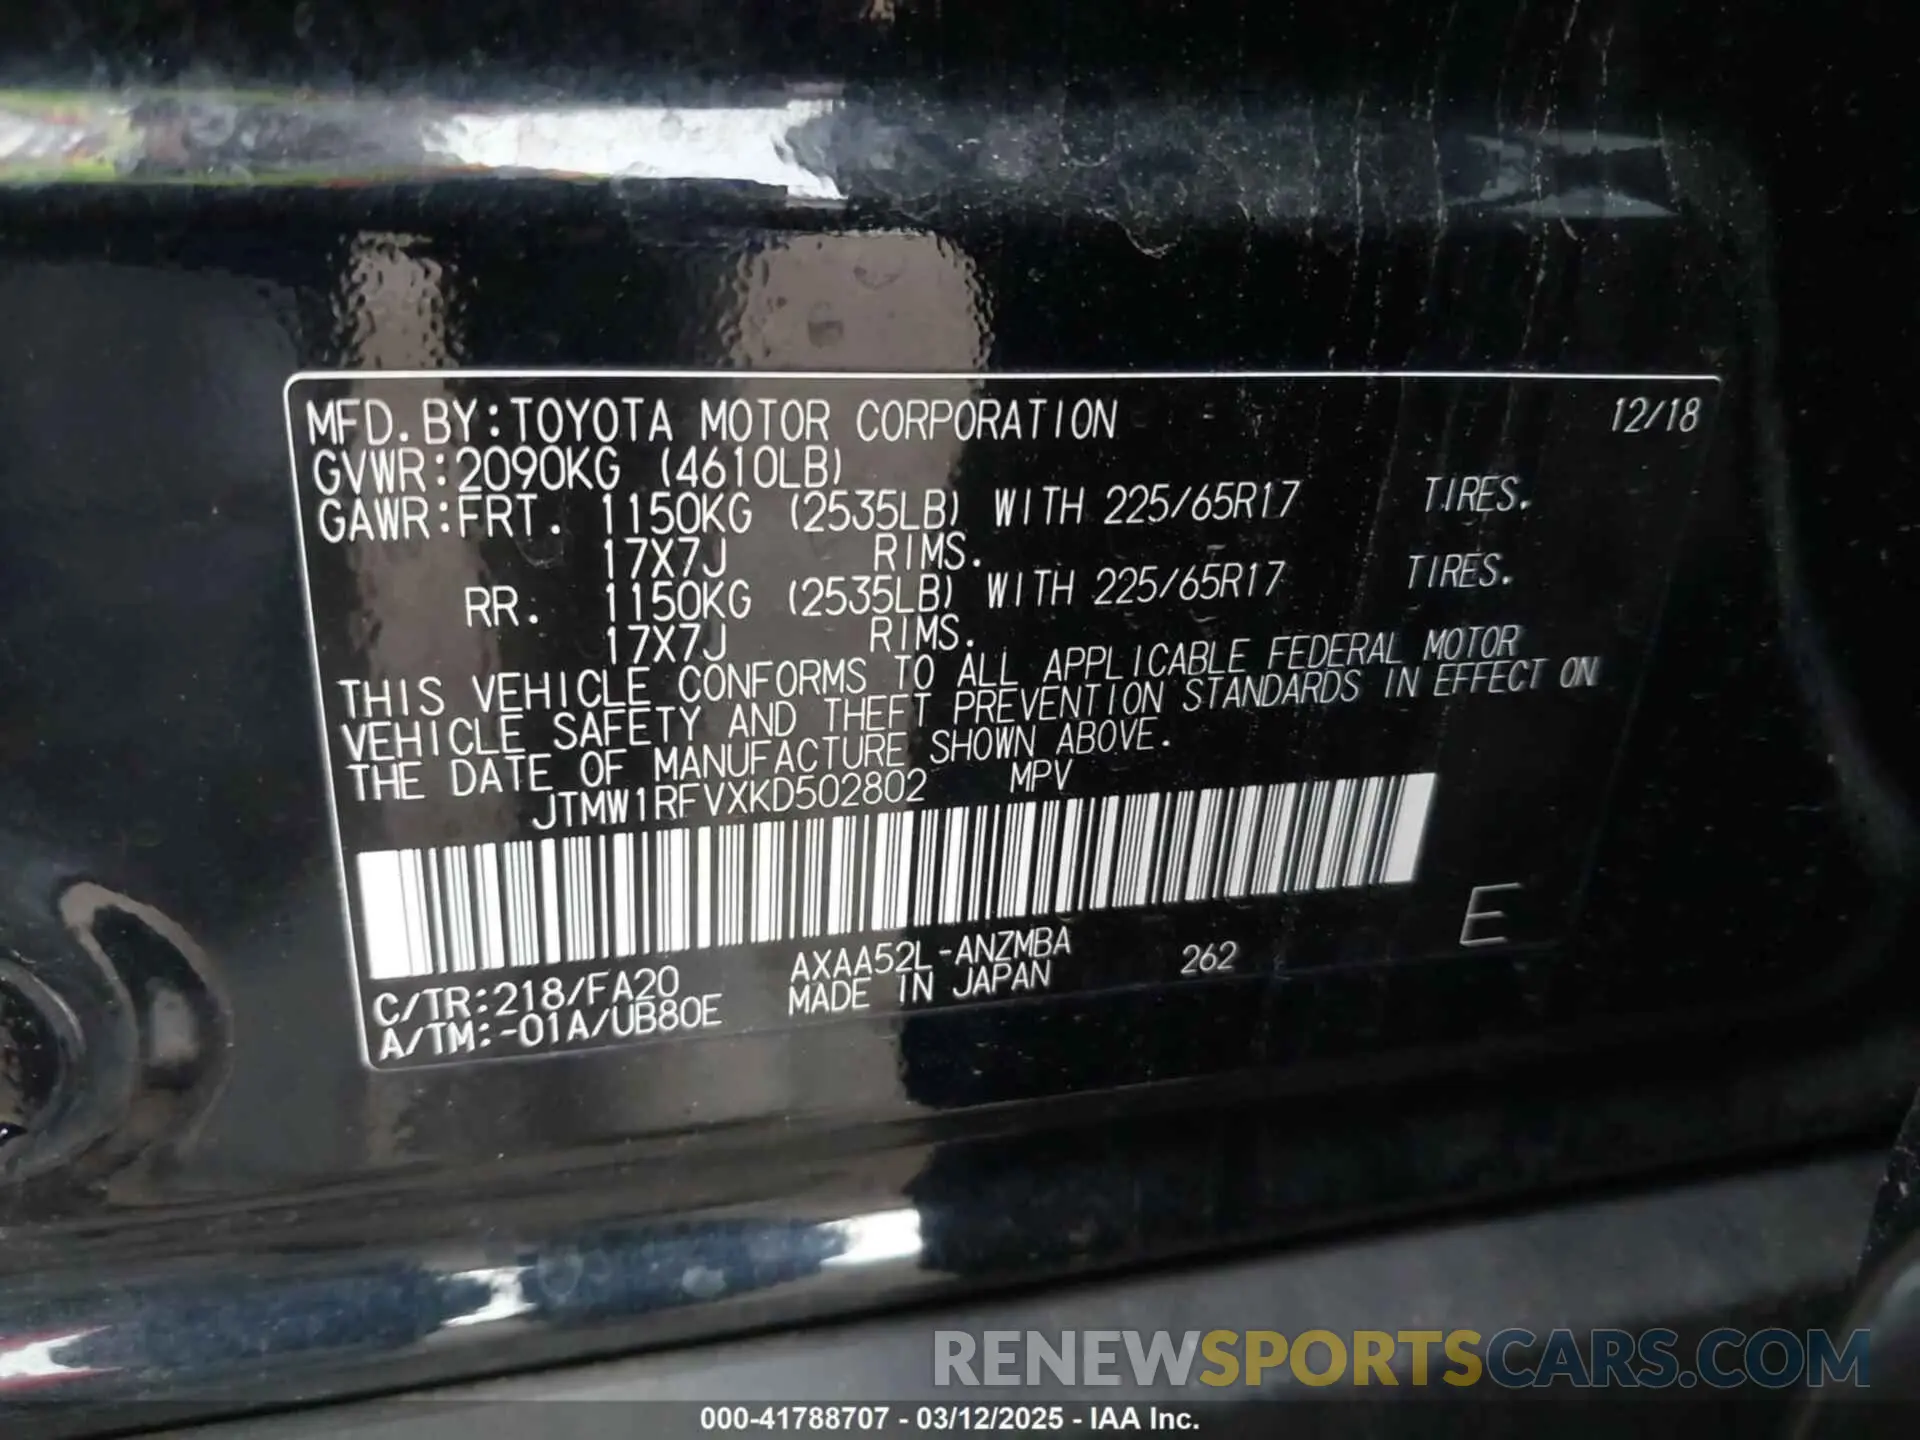 MFD.BY:TOYOTA MOTOR CORPORATION 12/18
GVWR:2090KG (4610LB)
GAWR:FRT. 1150KG (2535LB) WITH 225/65R17 TIRES.
17X7J RIMS.
RR. 1150KG (2535LB) WITH 225/65R17 TIRES.
17X7J RIMS.
THIS VEHICLE CONFORMS TO ALL APPLICABLE FEDERAL MOTOR
VEHICLE SAFETY AND THEFT PREVENTION STANDARDS IN EFFECT ON
THE DATE OF MANUFACTURE SHOWN ABOVE.
JTMW1RFVXKD502802 MPV
E
C/TR:218/FA20 AXAA52L-ANZMBA 262
A/TM:-01A/UB80E MADE IN JAPAN
RENEWSPORTSCARS.COM
000-41788707 - 03/12/2025 - IAA Inc.